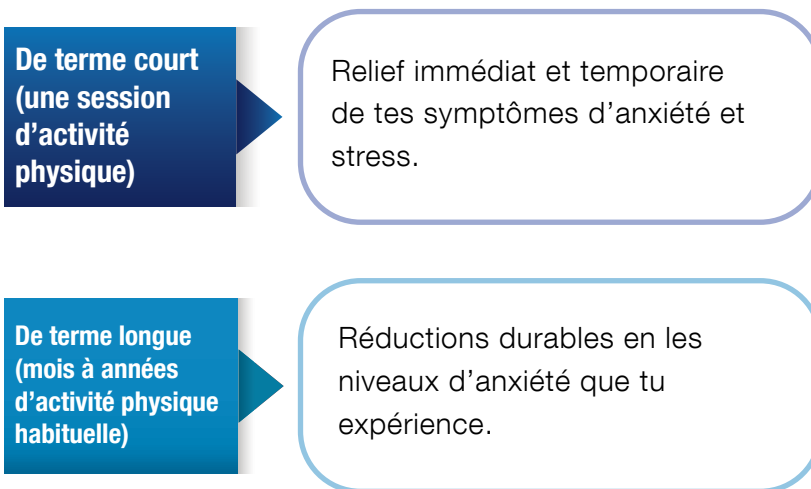 De terme court
(une session
d'activité
physique)
Relief immédiat et temporaire
de tes symptômes d'anxiété et
stress.
De terme longue
(mois à années
d'activité physique
habituelle)
Réductions durables en les
niveaux d'anxiété que tu
expérience.